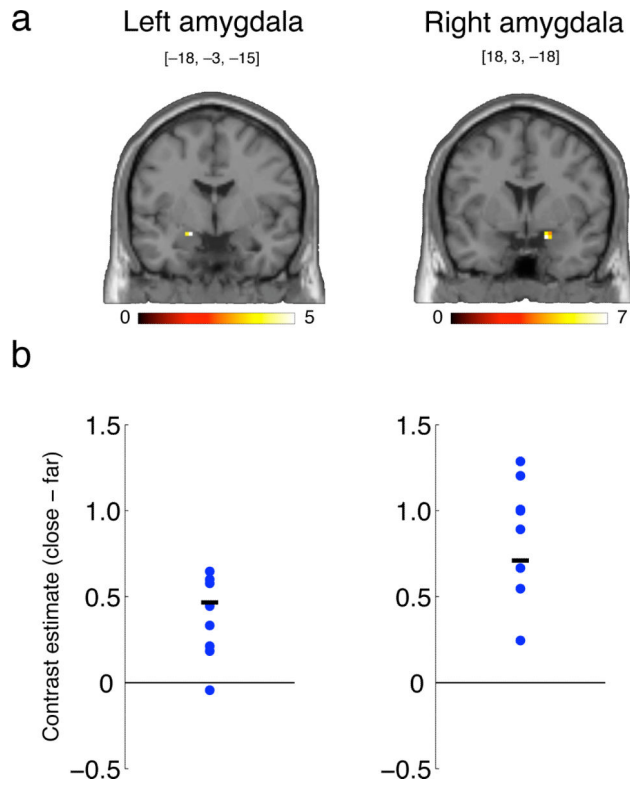 a
Left amygdala
Right amygdala
[−18, −3, −15]
[18, 3, −18]
0
5
0
7
b
Contrast estimate (close − far)
1.5
1.0
0.5
0
−0.5
1.5
1.0
0.5
0
−0.5